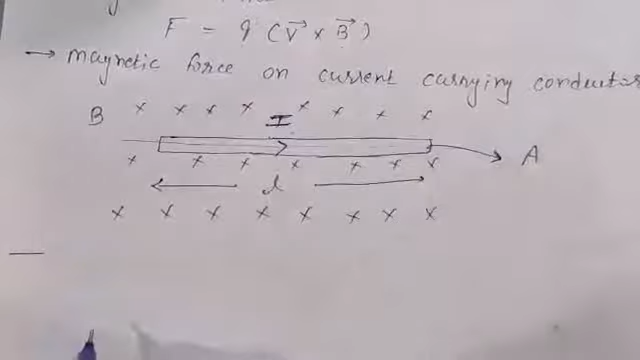 F = q (V⃗ × B⃗)
→ magnetic force on current carrying conductor
B × × × × × × × ×
I
A
× × × × × × ×
l
× × × × × × × ×